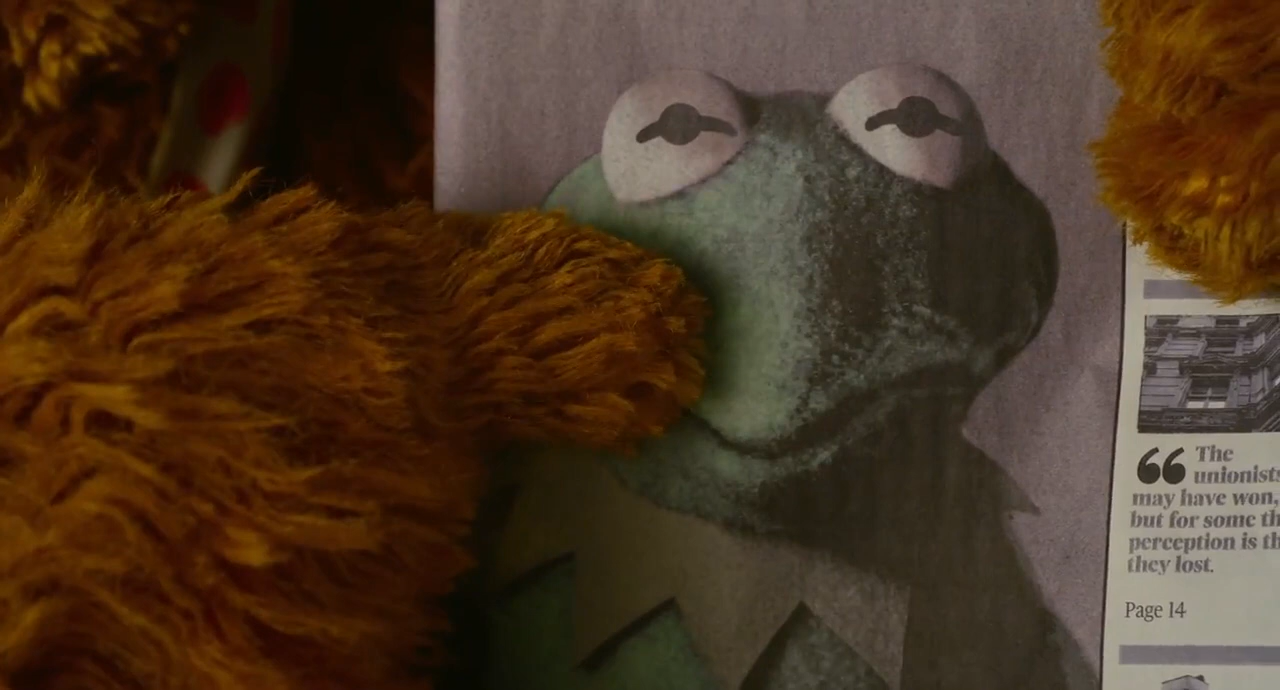 ❝ The
unionists
may have won,
but for some th
perception is th
they lost.
Page 14